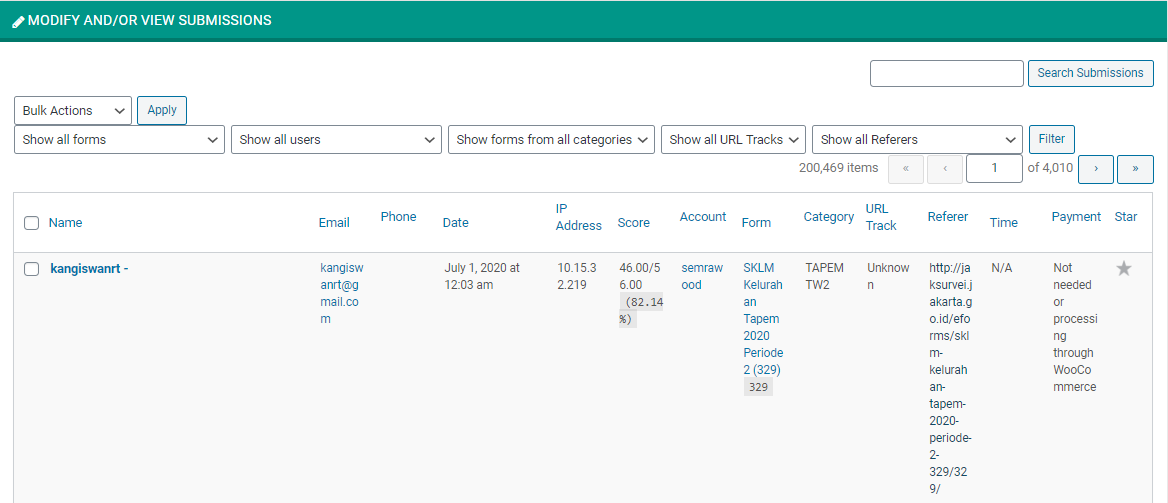 MODIFY AND/OR VIEW SUBMISSIONS
Search Submissions
Bulk Actions Apply
Show all forms Show all users Show forms from all categories Show all URL Tracks Show all Referers Filter
200,469 items « ‹ 1 of 4,010 › »
Name Email Phone Date IP Address Score Account Form Category URL Track Referer Time Payment Star
kangiswanrt -
kangisw
anrt@g
mail.co
m
July 1, 2020 at
12:03 am
10.15.3
2.219
46.00/5
6.00
(82.14
%)
semraw
ood
SKLM
Kelurah
an
Tapem
2020
Periode
2 (329)
329
TAPEM
TW2
Unknow
n
http://ja
ksurvei.j
akarta.g
o.id/efo
rms/skl
m-
kelurah
an-
tapem-
2020-
periode-
2-
329/32
9/
N/A
Not
needed
or
processi
ng
through
WooCo
mmerce